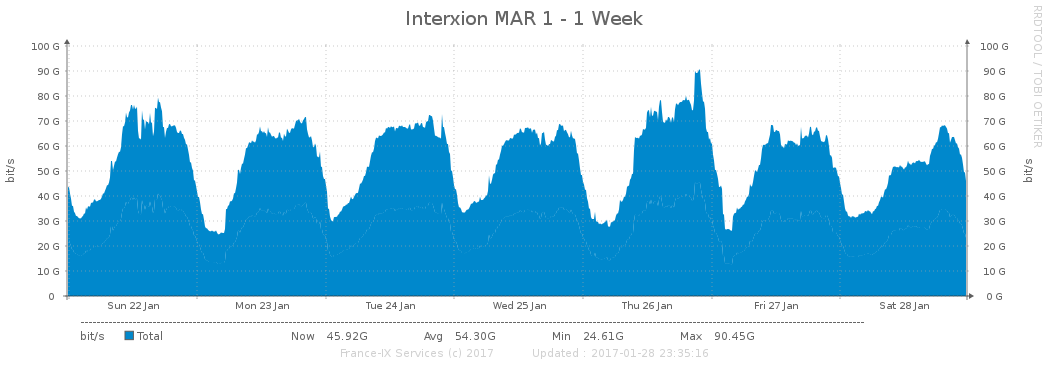 Interxion MAR 1 - 1 Week
RRDTOOL / TOBI OETIKER
bit/s
100 G
90 G
80 G
70 G
60 G
50 G
40 G
30 G
20 G
10 G
0
100 G
90 G
80 G
70 G
60 G
50 G
40 G
30 G
20 G
10 G
0 G
bit/s
Sun 22 Jan Mon 23 Jan Tue 24 Jan Wed 25 Jan Thu 26 Jan Fri 27 Jan Sat 28 Jan
bit/s Total Now 45.92G Avg 54.30G Min 24.61G Max 90.45G
France-IX Services (c) 2017 Updated : 2017-01-28 23:35:16